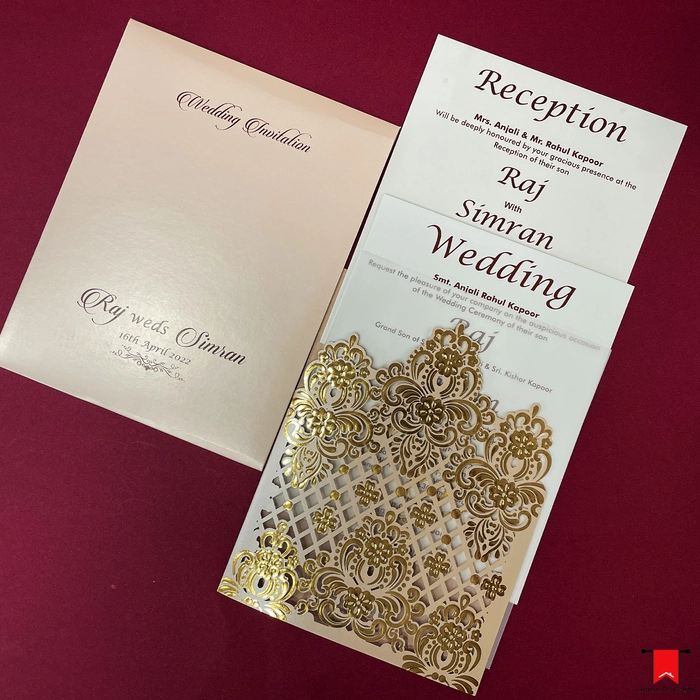 Wedding Invitation
Raj weds Simran
16th April 2022
Reception
Mrs. Anjali & Mr. Rahul Kapoor
Will be deeply honoured by your gracious presence at the
Reception of their son
Raj
With
Simran
Wedding
Smt. Anjali Rahul Kapoor
Request the pleasure of your company on the auspicious occasion
of the Wedding Ceremony of their son
Raj
Grand Son of & Sri. Kishor Kapoor